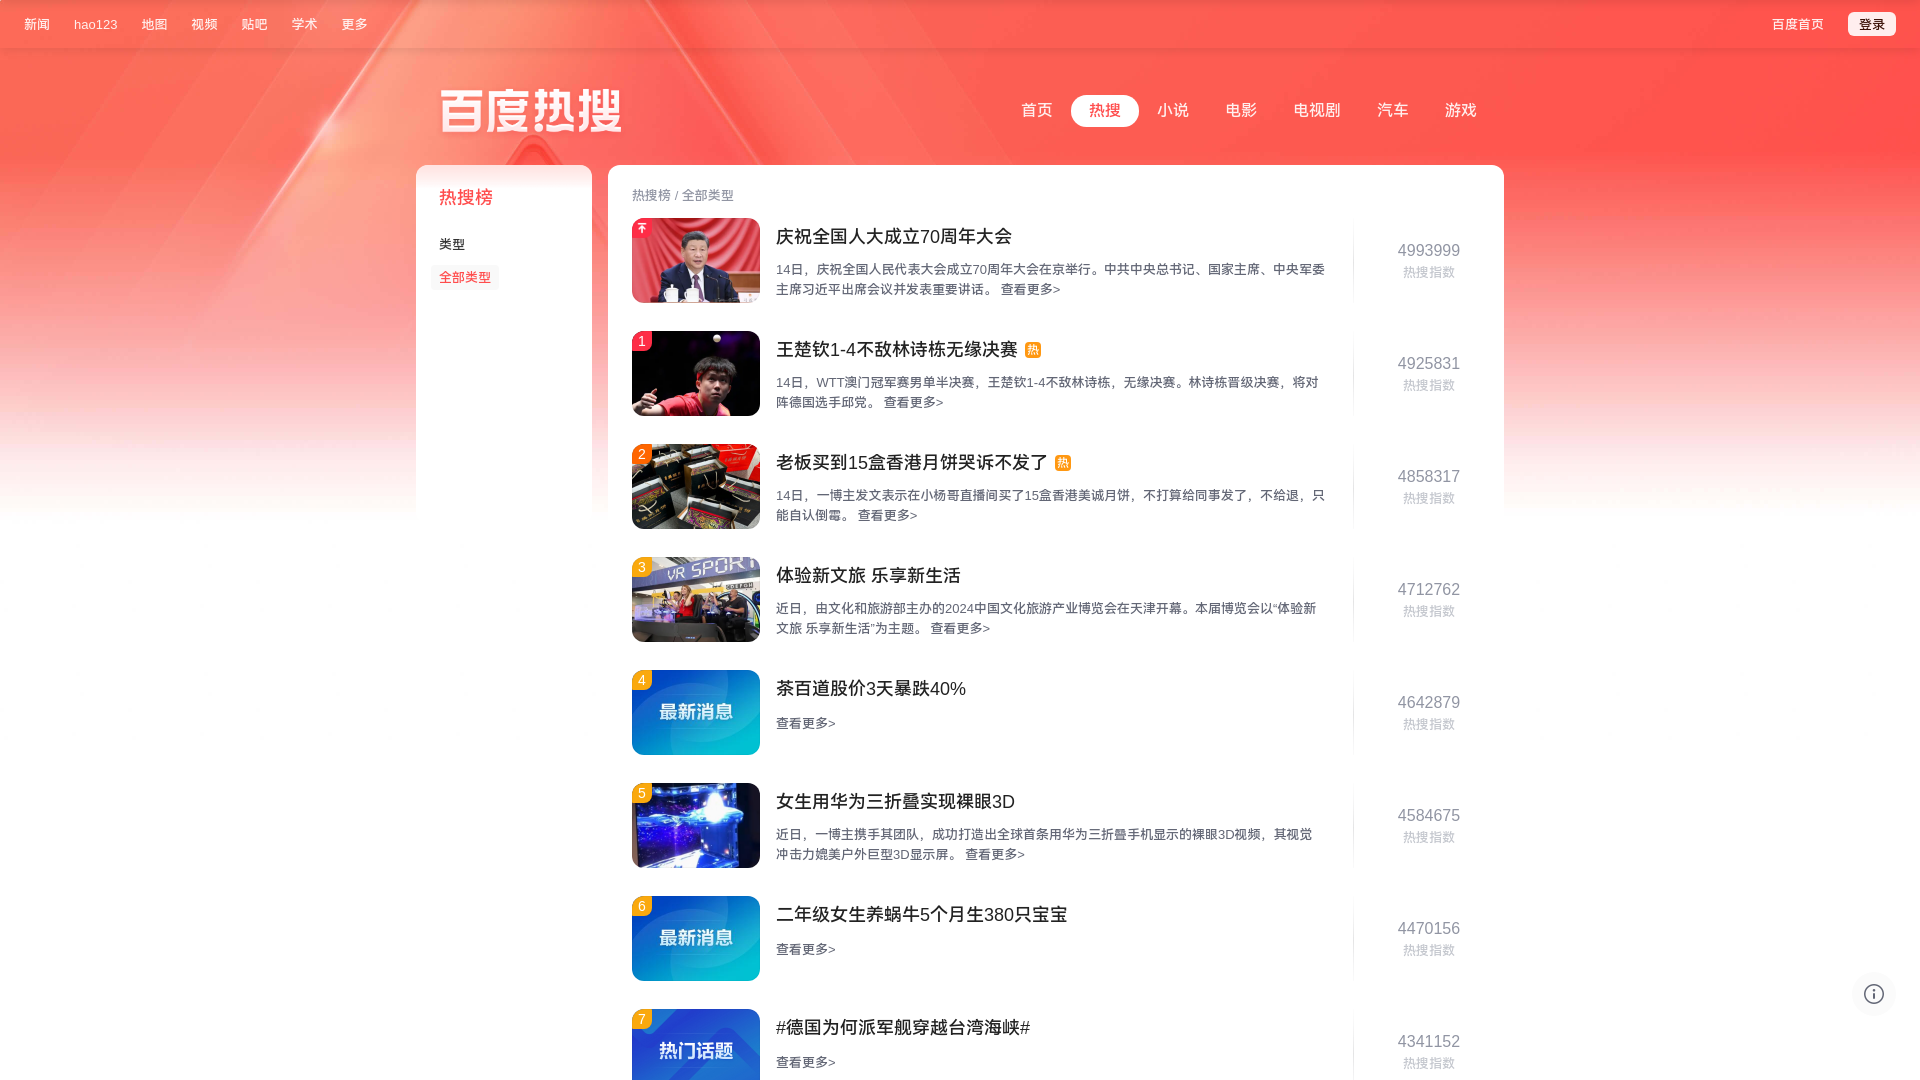 新闻 hao123 地图 视频 贴吧 学术 更多 百度首页 登录
百度热搜
首页 热搜 小说 电影 电视剧 汽车 游戏
热搜榜
类型
全部类型
热搜榜 / 全部类型
庆祝全国人大成立70周年大会
14日，庆祝全国人民代表大会成立70周年大会在京举行。中共中央总书记、国家主席、中央军委
主席习近平出席会议并发表重要讲话。 查看更多>
4993999
热搜指数
1
王楚钦1-4不敌林诗栋无缘决赛 热
14日，WTT澳门冠军赛男单半决赛，王楚钦1-4不敌林诗栋，无缘决赛。林诗栋晋级决赛，将对
阵德国选手邱党。 查看更多>
4925831
热搜指数
2
老板买到15盒香港月饼哭诉不发了 热
14日，一博主发文表示在小杨哥直播间买了15盒香港美诚月饼，不打算给同事发了，不给退，只
能自认倒霉。 查看更多>
4858317
热搜指数
3
VR SPORT
体验新文旅 乐享新生活
近日，由文化和旅游部主办的2024中国文化旅游产业博览会在天津开幕。本届博览会以“体验新
文旅 乐享新生活”为主题。 查看更多>
4712762
热搜指数
4
最新消息
茶百道股价3天暴跌40%
查看更多>
4642879
热搜指数
5
女生用华为三折叠实现裸眼3D
近日，一博主携手其团队，成功打造出全球首条用华为三折叠手机显示的裸眼3D视频，其视觉
冲击力媲美户外巨型3D显示屏。 查看更多>
4584675
热搜指数
6
最新消息
二年级女生养蜗牛5个月生380只宝宝
查看更多>
4470156
热搜指数
7
热门话题
#德国为何派军舰穿越台湾海峡#
查看更多>
4341152
热搜指数